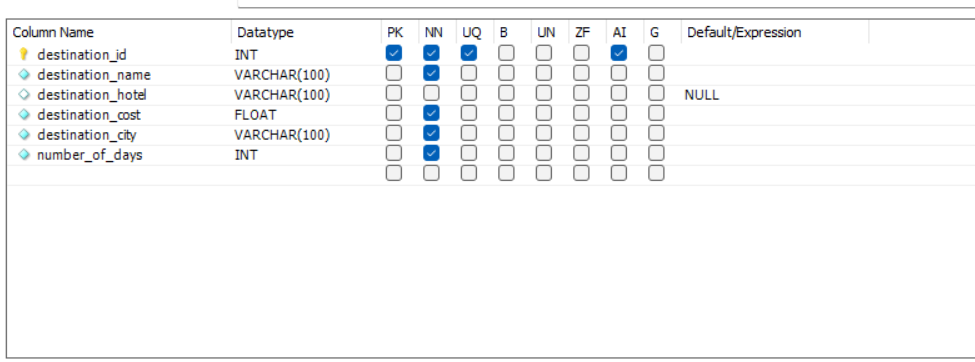 Column Name Datatype PK NN UQ B UN ZF AI G Default/Expression
destination_id INT
destination_name VARCHAR(100)
destination_hotel VARCHAR(100) NULL
destination_cost FLOAT
destination_city VARCHAR(100)
number_of_days INT